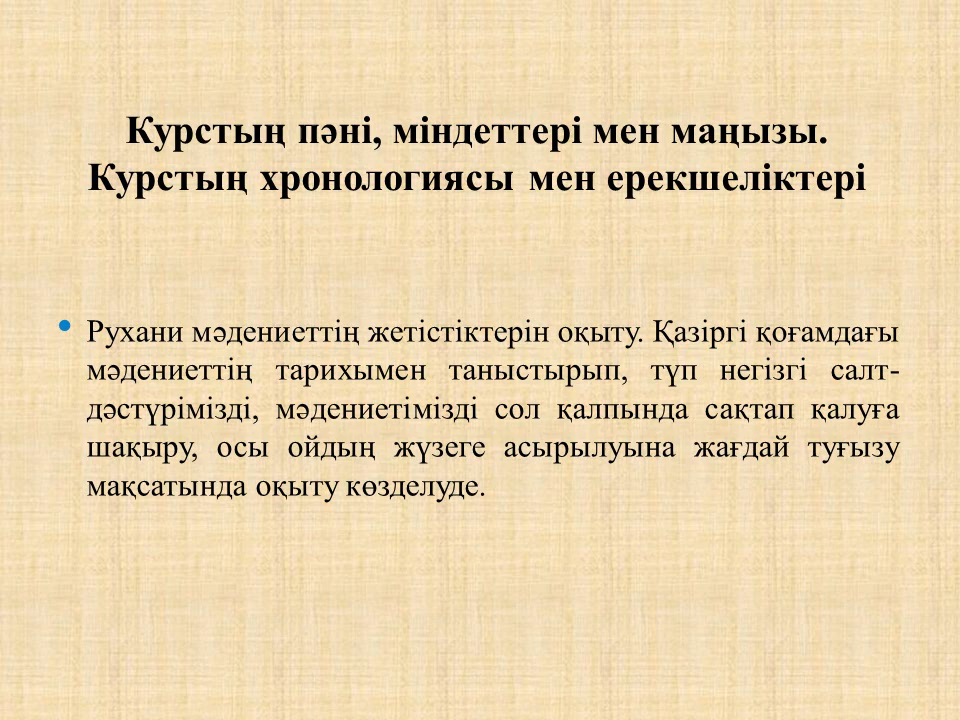 Курстың пәні, міндеттері мен маңызы.
Курстың хронологиясы мен ерекшеліктері
• Рухани мәдениеттің жетістіктерін оқыту. Қазіргі қоғамдағы
мәдениеттің тарихымен таныстырып, түп негізгі салт-
дәстүрімізді, мәдениетімізді сол қалпында сақтап қалуға
шақыру, осы ойдың жүзеге асырылуына жағдай туғызу
мақсатында оқыту көзделуде.